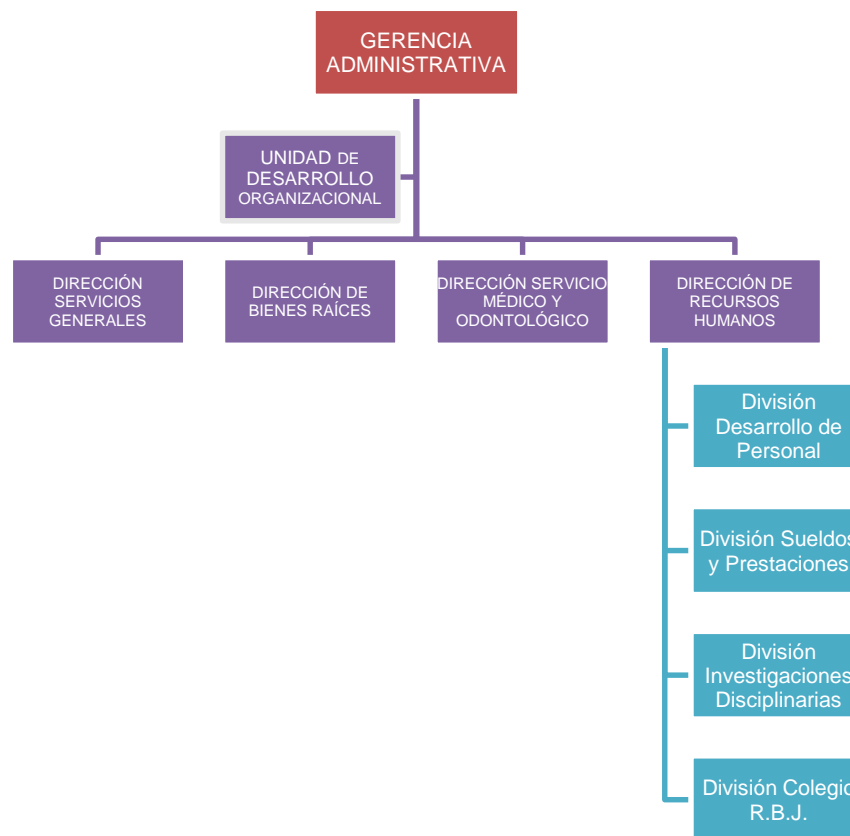 GERENCIA
ADMINISTRATIVA
UNIDAD DE
DESARROLLO
ORGANIZACIONAL
DIRECCIÓN
SERVICIOS
GENERALES
DIRECCIÓN DE
BIENES RAÍCES
DIRECCIÓN SERVICIO
MÉDICO Y
ODONTOLÓGICO
DIRECCIÓN DE
RECURSOS
HUMANOS
División
Desarrollo de
Personal
División Sueldos
y Prestaciones
División
Investigaciones
Disciplinarias
División Colegio
R.B.J.